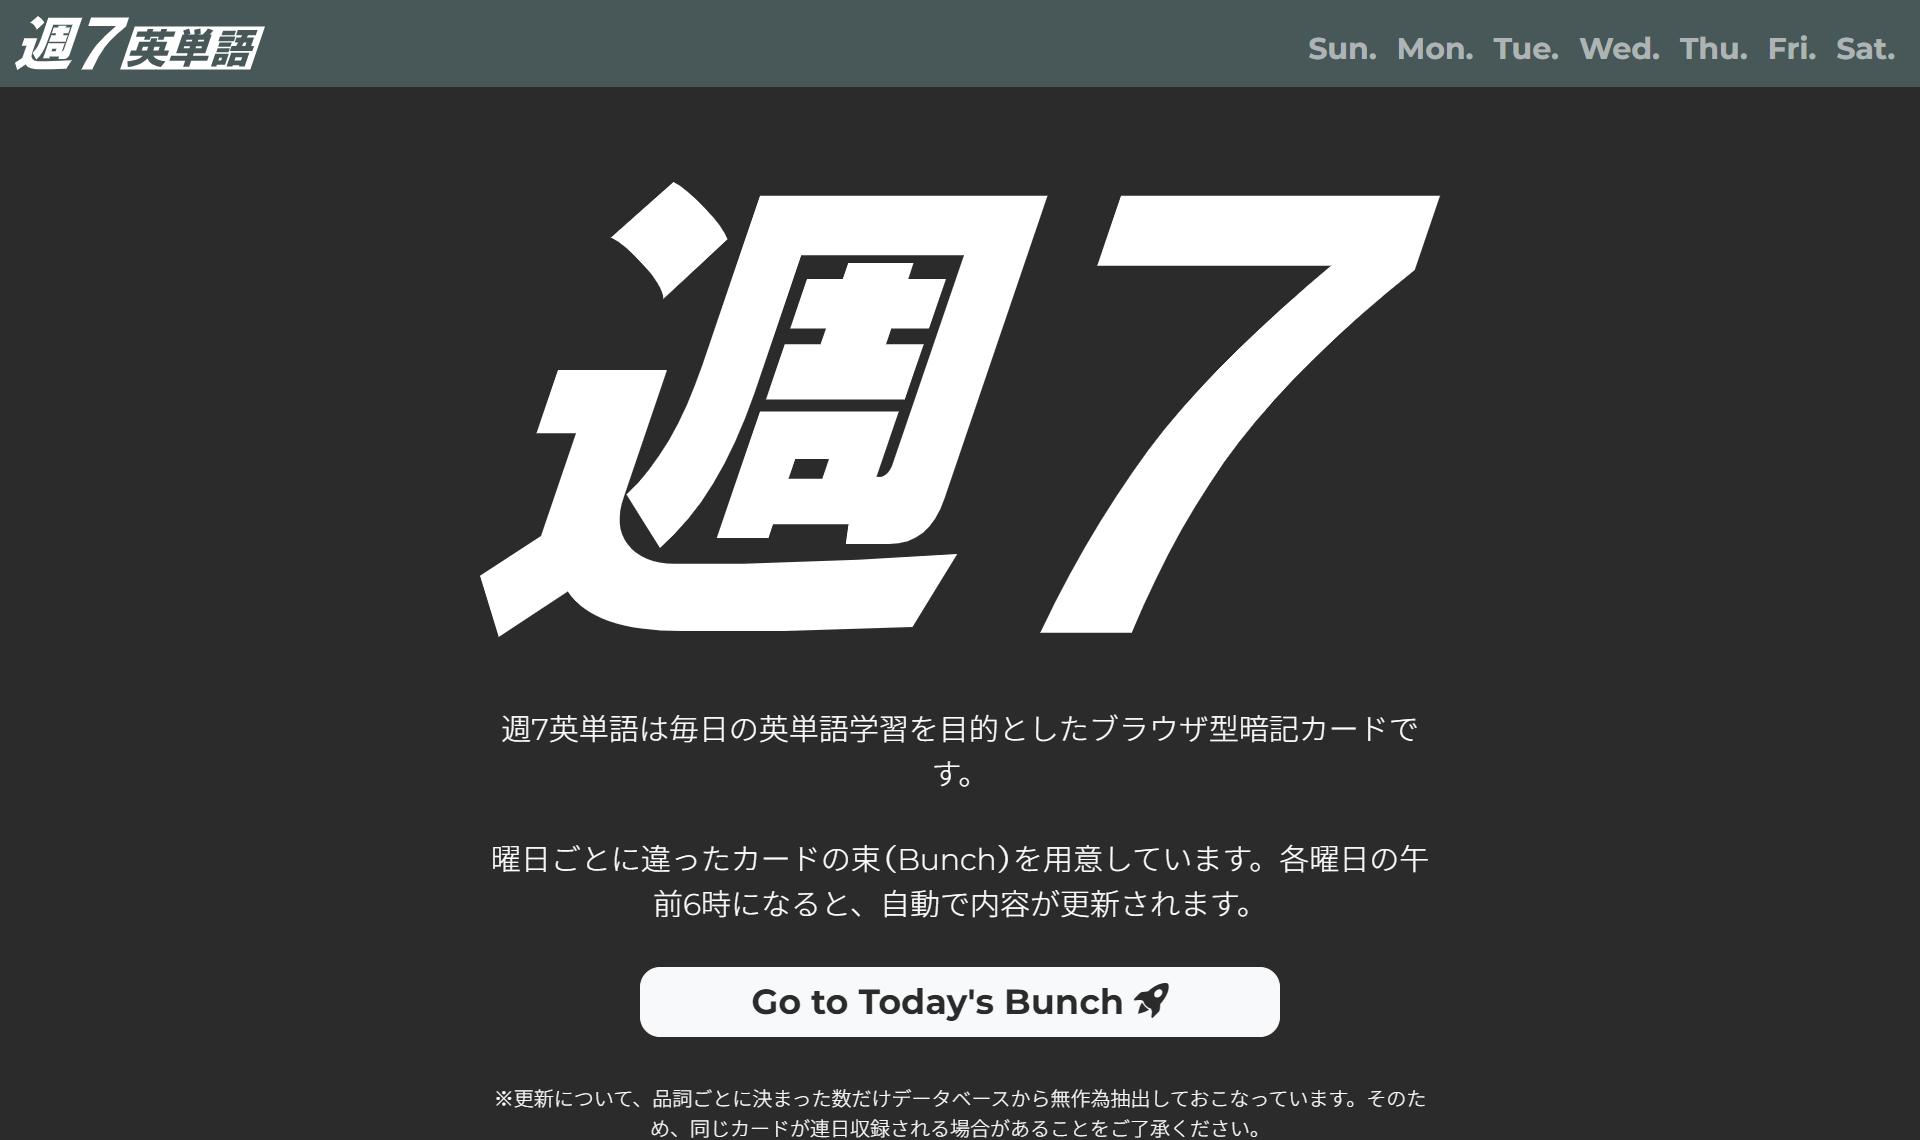 週7英単語
Sun. Mon. Tue. Wed. Thu. Fri. Sat.
週7
週7英単語は毎日の英単語学習を目的としたブラウザ型暗記カードで
す。
曜日ごとに違ったカードの束(Bunch)を用意しています。各曜日の午
前6時になると、自動で内容が更新されます。
Go to Today's Bunch
※更新について、品詞ごとに決まった数だけデータベースから無作為抽出しておこなっています。そのた
め、同じカードが連日収録される場合があることをご了承ください。